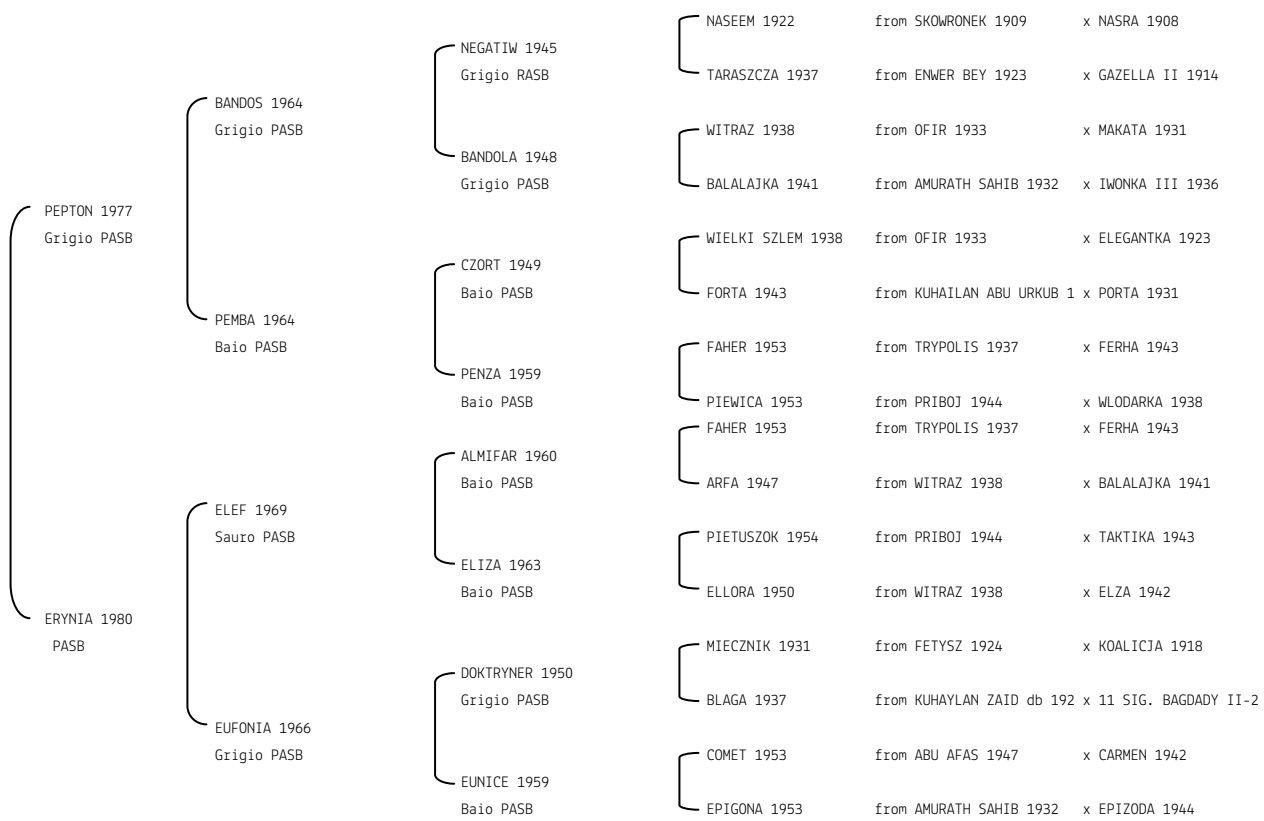 NASEEM 1922 from SKOWRONEK 1909 x NASRA 1908
NEGATIW 1945
Grigio RASB
TARASZCZA 1937 from ENWER BEY 1923 x GAZELLA II 1914
BANDOS 1964
Grigio PASB
WITRAZ 1938 from OFIR 1933 x MAKATA 1931
BANDOLA 1948
Grigio PASB
BALALAJKA 1941 from AMURATH SAHIB 1932 x IWONKA III 1936
PEPTON 1977
Grigio PASB
WIELKI SZLEM 1938 from OFIR 1933 x ELEGANTKA 1923
CZORT 1949
Baio PASB
FORTA 1943 from KUHAILAN ABU URKUB 1 x PORTA 1931
PEMBA 1964
Baio PASB
FAHER 1953 from TRYPOLIS 1937 x FERHA 1943
PENZA 1959
Baio PASB
PIEWICA 1953 from PRIBOJ 1944 x WLODARKA 1938
FAHER 1953 from TRYPOLIS 1937 x FERHA 1943
ALMIFAR 1960
Baio PASB
ARFA 1947 from WITRAZ 1938 x BALALAJKA 1941
ELEF 1969
Sauro PASB
PIETUSZOK 1954 from PRIBOJ 1944 x TAKTIKA 1943
ELIZA 1963
Baio PASB
ELLORA 1950 from WITRAZ 1938 x ELZA 1942
ERYNIA 1980
PASB
MIECZNIK 1931 from FETYSZ 1924 x KOALICJA 1918
DOKTRYNER 1950
Grigio PASB
BLAGA 1937 from KUHAYLAN ZAID db 192 x 11 SIG. BAGDADY II-2
EUFONIA 1966
Grigio PASB
COMET 1953 from ABU AFAS 1947 x CARMEN 1942
EUNICE 1959
Baio PASB
EPIGONA 1953 from AMURATH SAHIB 1932 x EPIZODA 1944